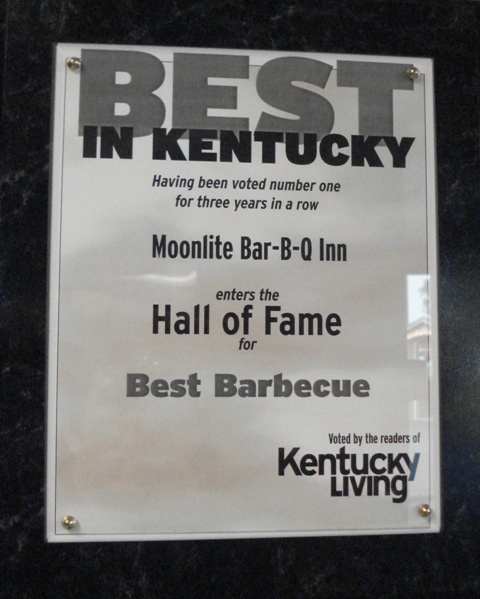 BEST
IN KENTUCKY
Having been voted number one
for three years in a row
Moonlite Bar-B-Q Inn
enters the
Hall of Fame
for
Best Barbecue
Voted by the readers of
Kentucky
LIVING